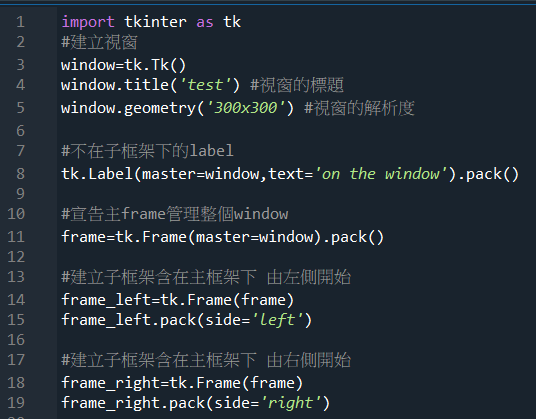 1 import tkinter as tk
2 #建立視窗
3 window=tk.Tk()
4 window.title('test') #視窗的標題
5 window.geometry('300x300') #視窗的解析度
6
7 #不在子框架下的label
8 tk.Label(master=window,text='on the window').pack()
9
10 #宣告主frame管理整個window
11 frame=tk.Frame(master=window).pack()
12
13 #建立子框架含在主框架下 由左側開始
14 frame_left=tk.Frame(frame)
15 frame_left.pack(side='left')
16
17 #建立子框架含在主框架下 由右側開始
18 frame_right=tk.Frame(frame)
19 frame_right.pack(side='right')